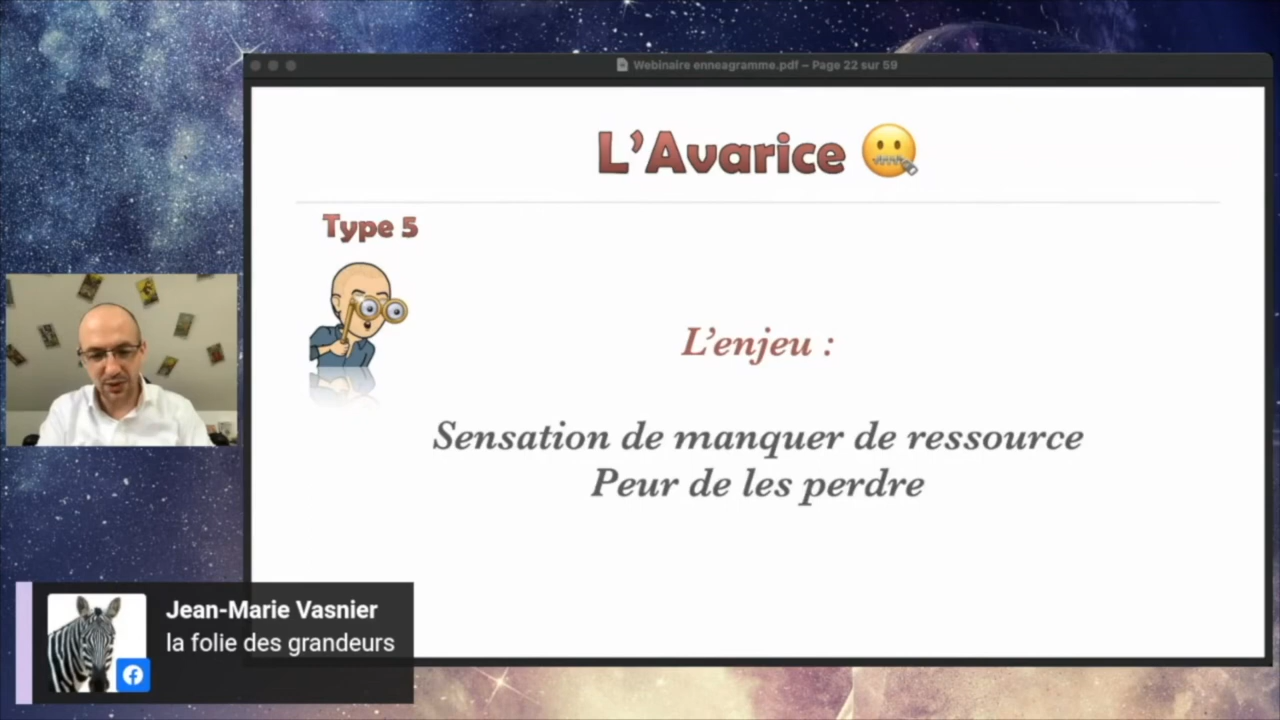 Webinaire enneagramme.pdf – Page 22 sur 59
L'Avarice
Type 5
L'enjeu :
Sensation de manquer de ressource
Peur de les perdre
Jean-Marie Vasnier
la folie des grandeurs